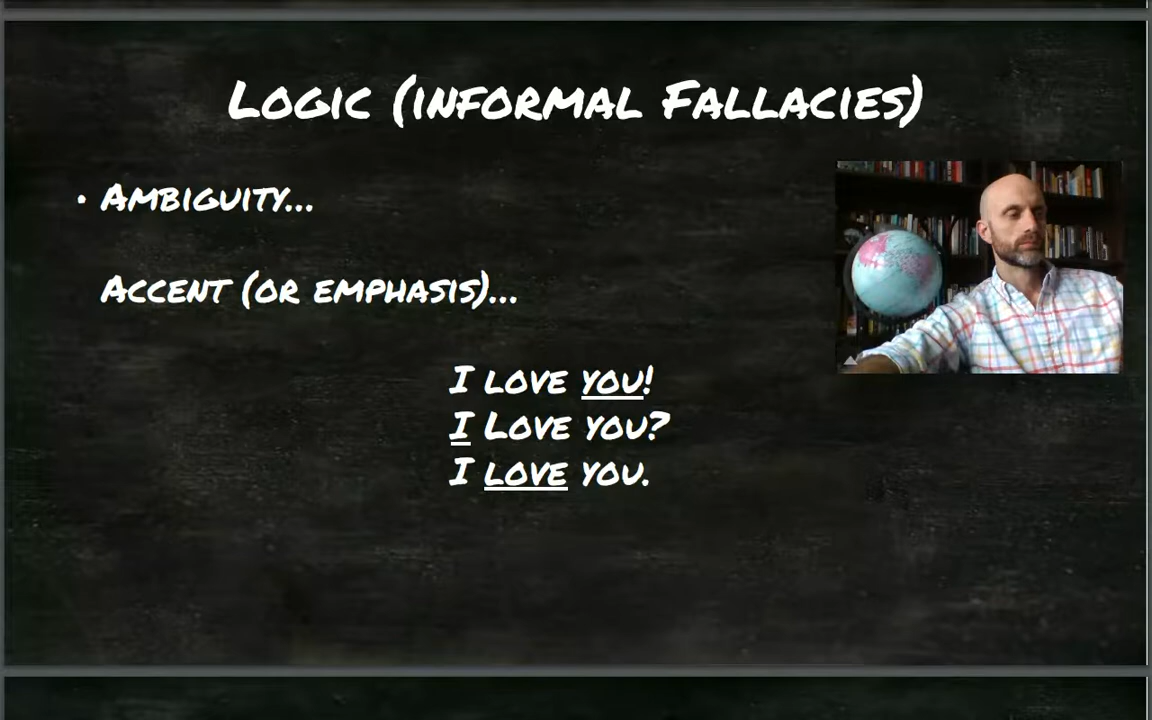 Logic (informal Fallacies)
• Ambiguity...
Accent (or emphasis)...
I love you!
I Love you?
I love you.